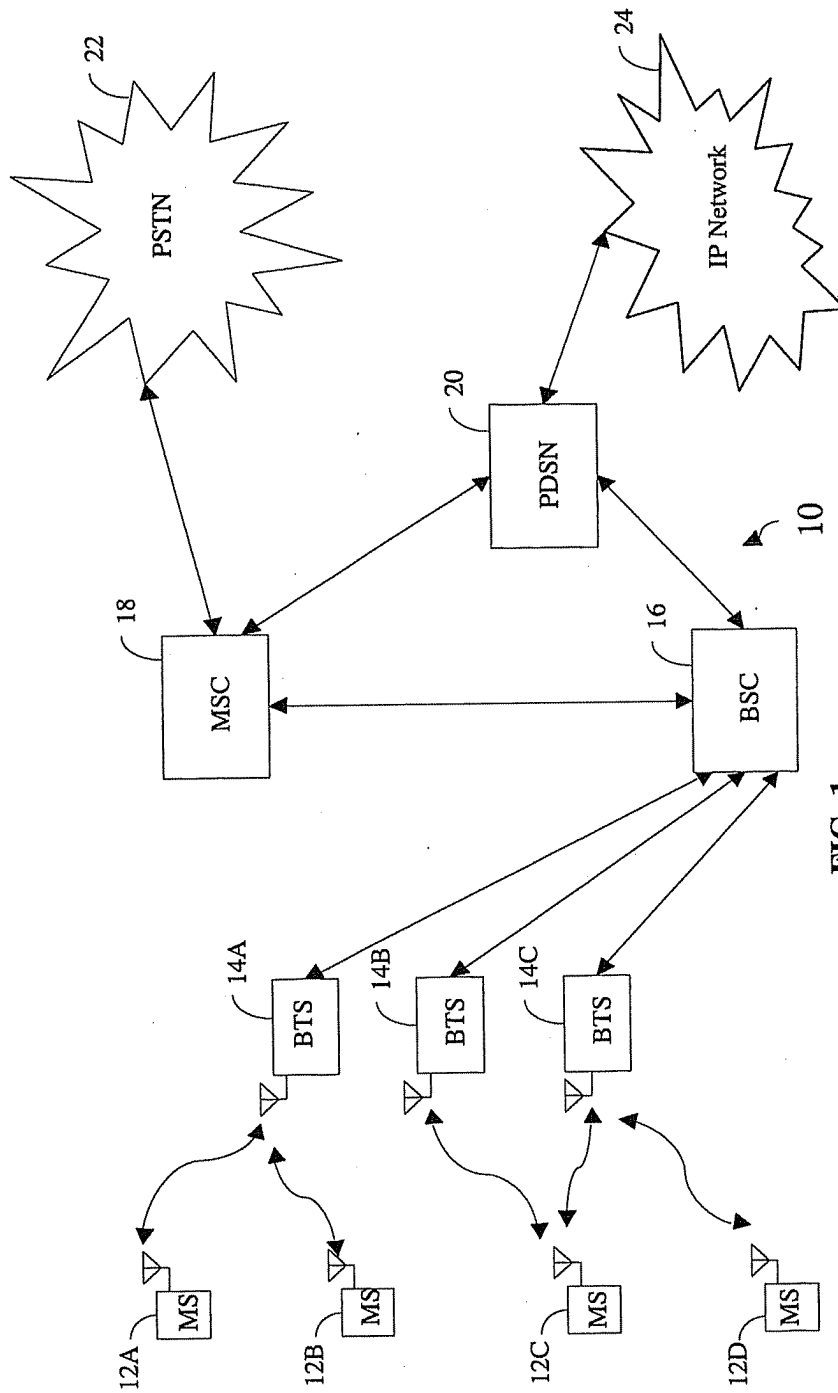 12A
MS
12B
MS
12C
MS
12D
MS
14A
BTS
14B
BTS
14C
BTS
18
MSC
16
BSC
20
PDSN
22
PSTN
24
IP Network
10
FIG. 1